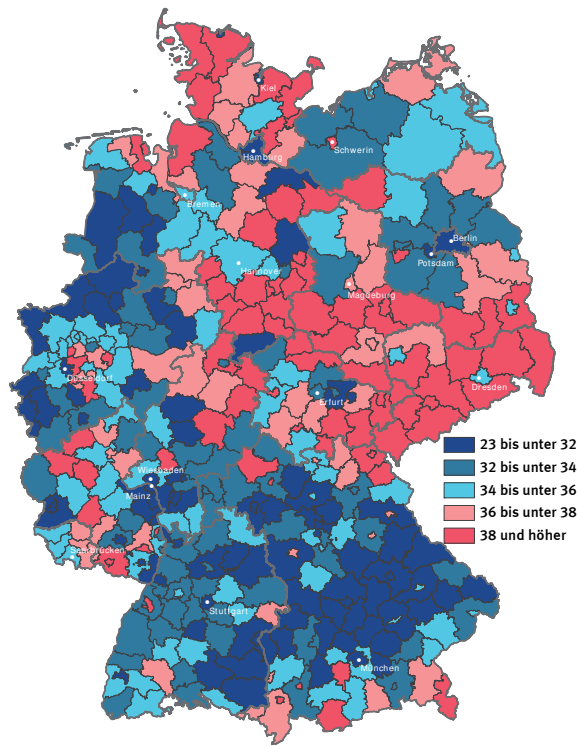 Kiel
Schwerin
Hamburg
Bremen
Berlin
Hannover
Potsdam
Magdeburg
Düsseldorf
Dresden
Erfurt
23 bis unter 32
32 bis unter 34
34 bis unter 36
36 bis unter 38
38 und höher
Wiesbaden
Mainz
Saarbrücken
Stuttgart
München